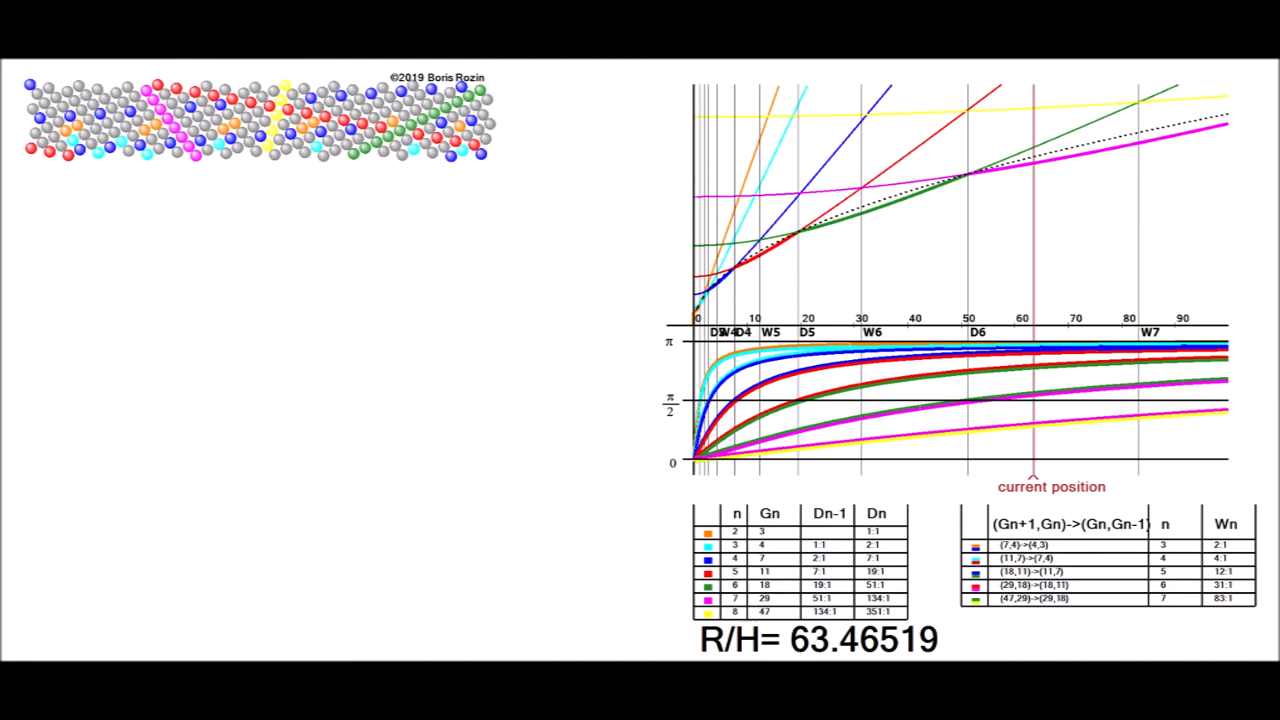 ©2019 Boris Rozin
0 10 20 30 40 50 60 70 80 90
D3 W4 D4 W5 D5 W6 D6 W7
π
π
2
0
current position
n Gn Dn-1 Dn
2 3 1:1
3 4 1:1 2:1
4 7 2:1 7:1
5 11 7:1 19:1
6 18 19:1 51:1
7 29 51:1 134:1
8 47 134:1 351:1
(Gn+1,Gn)->(Gn,Gn-1) n Wn
(7,4)->(4,3) 3 2:1
(11,7)->(7,4) 4 4:1
(18,11)->(11,7) 5 12:1
(29,18)->(18,11) 6 31:1
(47,29)->(29,18) 7 83:1
R/H= 63.46519